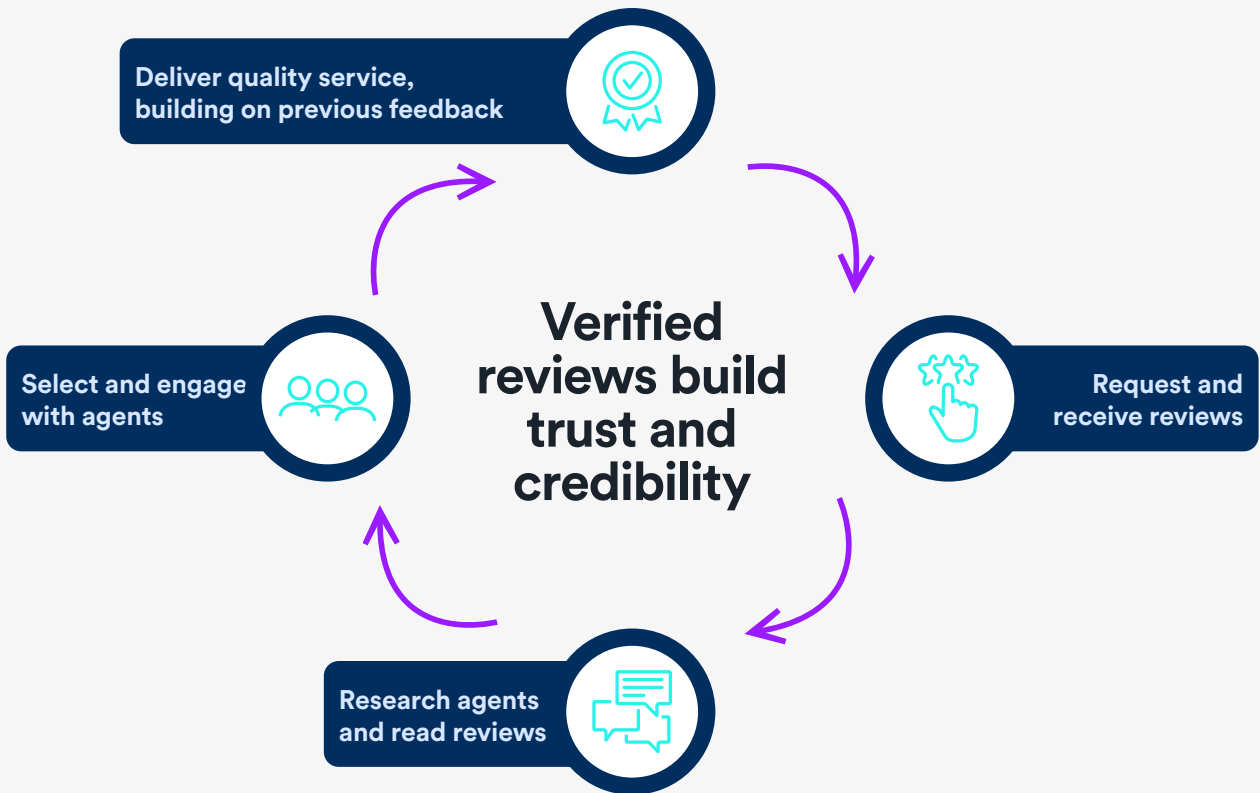 Deliver quality service,
building on previous feedback
Verified
reviews build
trust and
credibility
Select and engage
with agents
Request and
receive reviews
Research agents
and read reviews